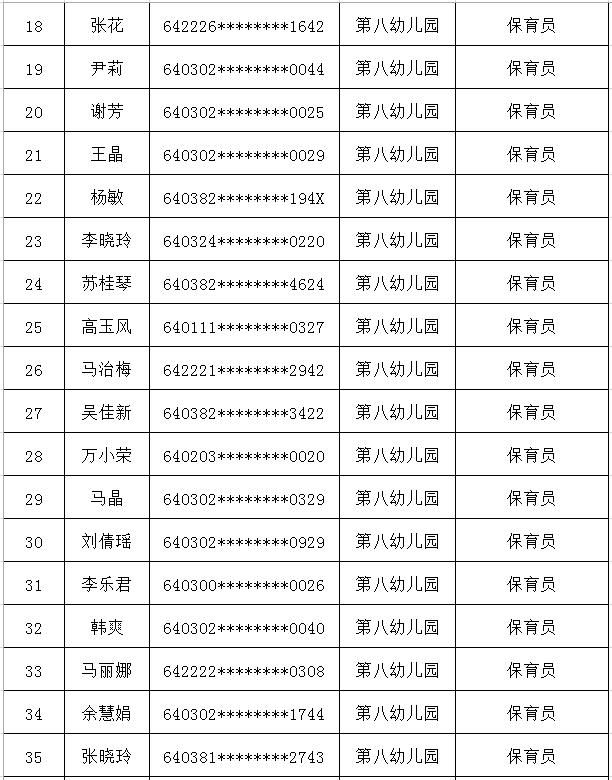 18 张花 642226********1642 第八幼儿园 保育员
19 尹莉 640302********0044 第八幼儿园 保育员
20 谢芳 640302********0025 第八幼儿园 保育员
21 王晶 640302********0029 第八幼儿园 保育员
22 杨敏 640382********194X 第八幼儿园 保育员
23 李晓玲 640324********0220 第八幼儿园 保育员
24 苏桂琴 640382********4624 第八幼儿园 保育员
25 高玉风 640111********0327 第八幼儿园 保育员
26 马治梅 642221********2942 第八幼儿园 保育员
27 吴佳新 640382********3422 第八幼儿园 保育员
28 万小荣 640203********0020 第八幼儿园 保育员
29 马晶 640302********0329 第八幼儿园 保育员
30 刘倩瑶 640302********0929 第八幼儿园 保育员
31 李乐君 640300********0026 第八幼儿园 保育员
32 韩爽 640302********0040 第八幼儿园 保育员
33 马丽娜 642222********0308 第八幼儿园 保育员
34 余慧娟 640302********1744 第八幼儿园 保育员
35 张晓玲 640381********2743 第八幼儿园 保育员